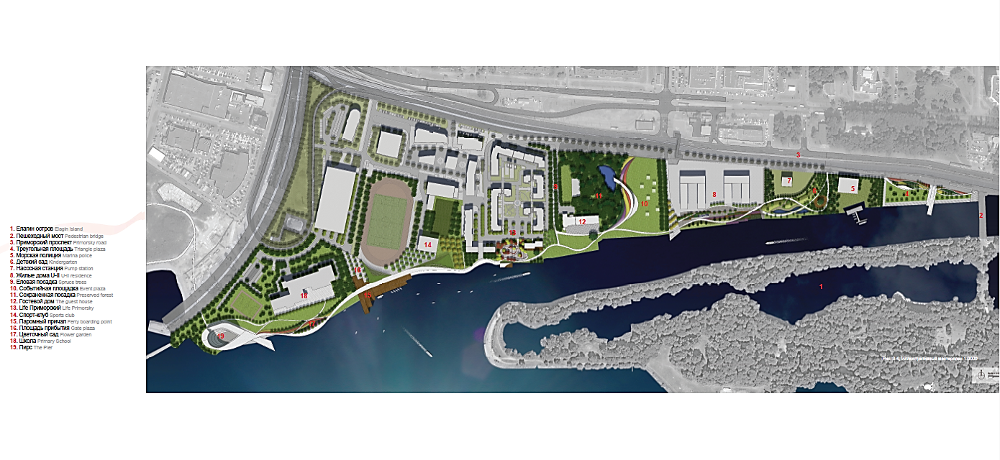 1. Елагин остров Elagin Island
2. Пешеходный мост Pedestrian bridge
3. Приморский проспект Primorsky road
4. Треугольная площадь Triangle plaza
5. Морская полиция Marina police
6. Детский сад Kindergarten
7. Насосная станция Pump station
8. Жилые дома U-II U-II residence
9. Еловая посадка Spruce trees
10. Событийная площадка Event plaza
11. Сохраненная посадка Preserved forest
12. Гостевой дом The guest house
13. Life Приморский Life Primorsky
14. Спорт-клуб Sports club
15. Паромный причал Ferry boarding point
16. Площадь прибытия Gate plaza
17. Цветочный сад Flower garden
18. Школа Primary School
19. Пирс The Pier
3
9
11
10
8
7
5
4
2
12
13
14
16
15
18
17
19
1
Рис. Иллюстративный мастерплан